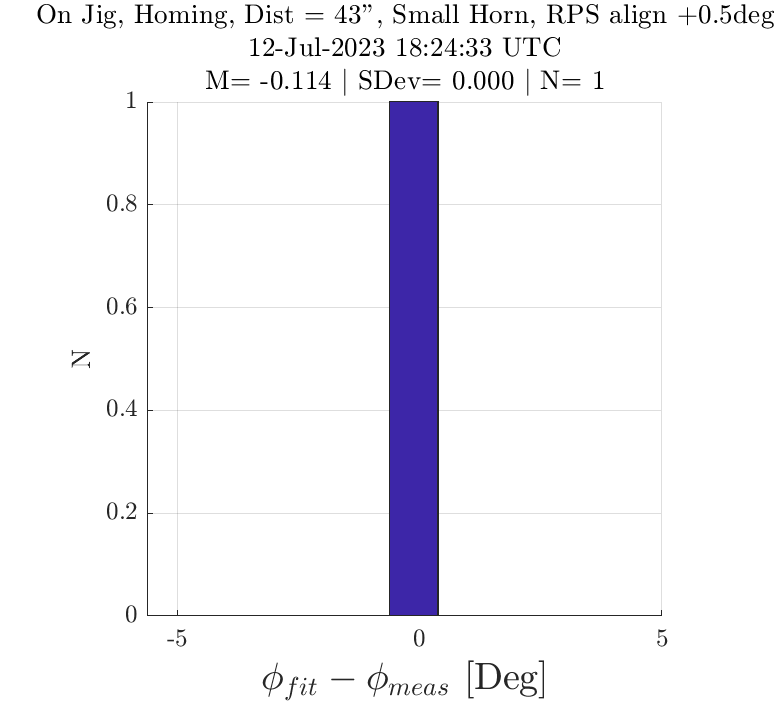 On Jig, Homing, Dist = 43”, Small Horn, RPS align +0.5deg
12-Jul-2023 18:24:33 UTC
M= -0.114 | SDev= 0.000 | N= 1
1
0.8
0.6
N
0.4
0.2
0
-5 0 5
ϕ_fit − ϕ_meas [Deg]